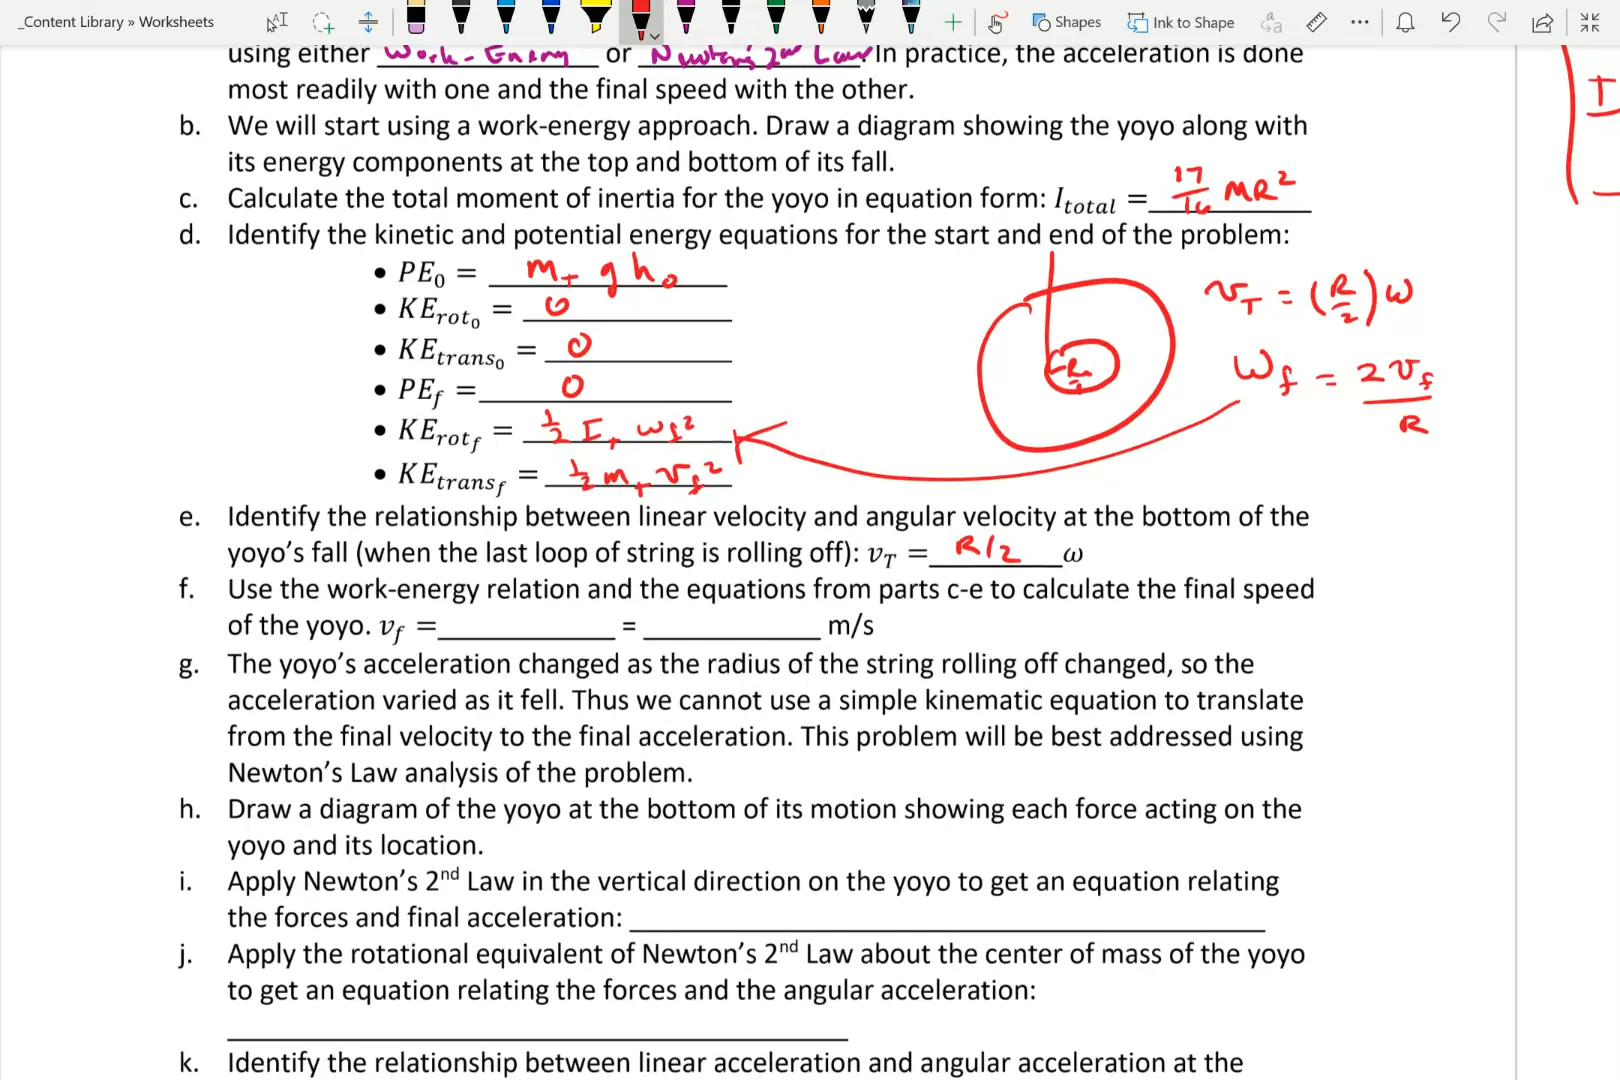 _Content Library » Worksheets
Shapes
Ink to Shape
using either Work-Energy or Newton's 2nd Law. In practice, the acceleration is done
most readily with one and the final speed with the other.
b. We will start using a work-energy approach. Draw a diagram showing the yoyo along with
its energy components at the top and bottom of its fall.
c. Calculate the total moment of inertia for the yoyo in equation form: I_total = 17/16 MR²
d. Identify the kinetic and potential energy equations for the start and end of the problem:
• PE₀ = m_T g h₀
• KE_rot₀ = 0
• KE_trans₀ = 0
• PE_f = 0
• KE_rot_f = ½ I_T ω_f²
• KE_trans_f = ½ m_T v_f²
R/2
v_T = (R/2)ω
ω_f = 2v_f/R
I
e. Identify the relationship between linear velocity and angular velocity at the bottom of the
yoyo's fall (when the last loop of string is rolling off): v_T = R/2 ω
f. Use the work-energy relation and the equations from parts c-e to calculate the final speed
of the yoyo. v_f =____________ = ____________ m/s
g. The yoyo's acceleration changed as the radius of the string rolling off changed, so the
acceleration varied as it fell. Thus we cannot use a simple kinematic equation to translate
from the final velocity to the final acceleration. This problem will be best addressed using
Newton's Law analysis of the problem.
h. Draw a diagram of the yoyo at the bottom of its motion showing each force acting on the
yoyo and its location.
i. Apply Newton's 2nd Law in the vertical direction on the yoyo to get an equation relating
the forces and final acceleration: ____________
j. Apply the rotational equivalent of Newton's 2nd Law about the center of mass of the yoyo
to get an equation relating the forces and the angular acceleration:
____________
k. Identify the relationship between linear acceleration and angular acceleration at the